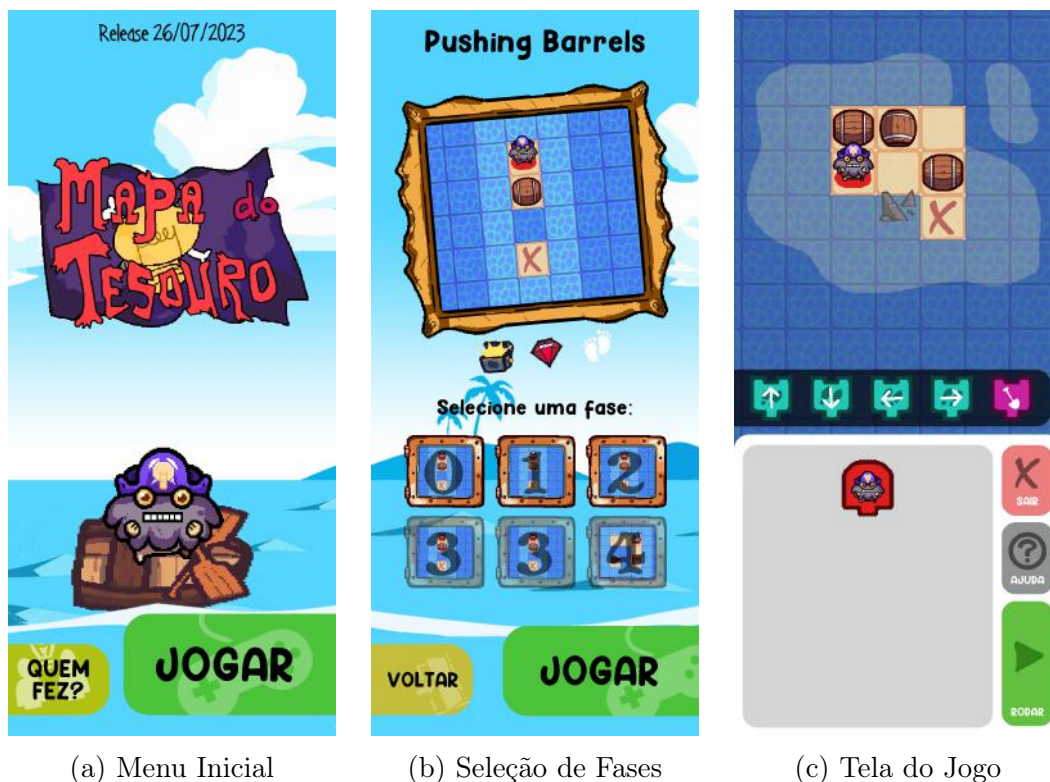 Release 26/07/2023
MAPA do
TESOURO
QUEM
FEZ?
JOGAR
(a) Menu Inicial
Pushing Barrels
Selecione uma fase:
0 1 2
3 3 4
VOLTAR
JOGAR
(b) Seleção de Fases
SAIR
AJUDA
RODAR
(c) Tela do Jogo